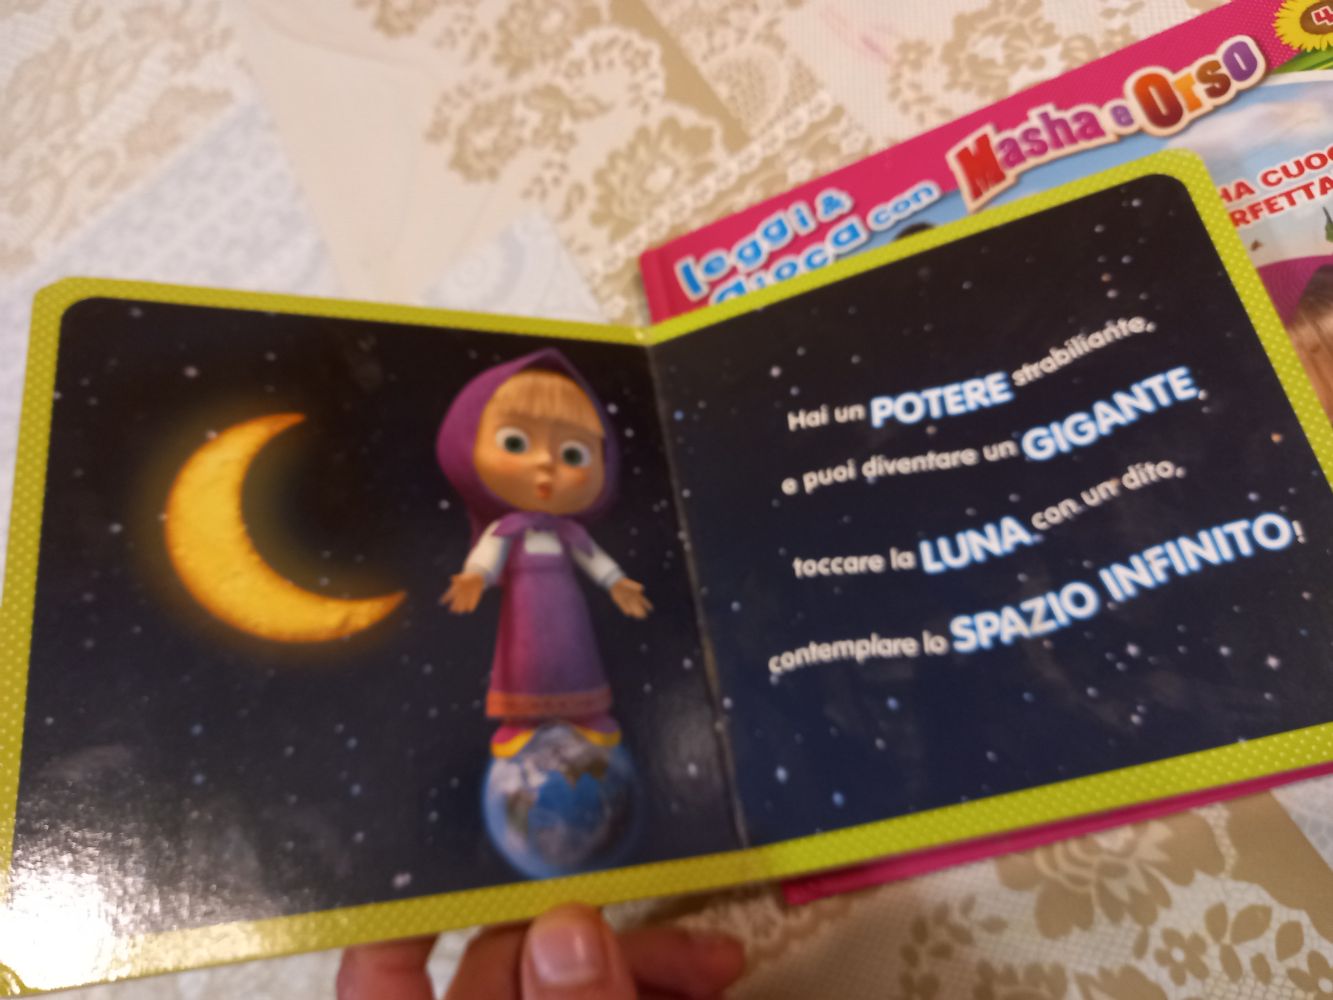 leggi &
gioca con
Masha e Orso
4
Hai un POTERE strabiliante,
e puoi diventare un GIGANTE,
toccare la LUNA con un dito,
contemplare lo SPAZIO INFINITO!